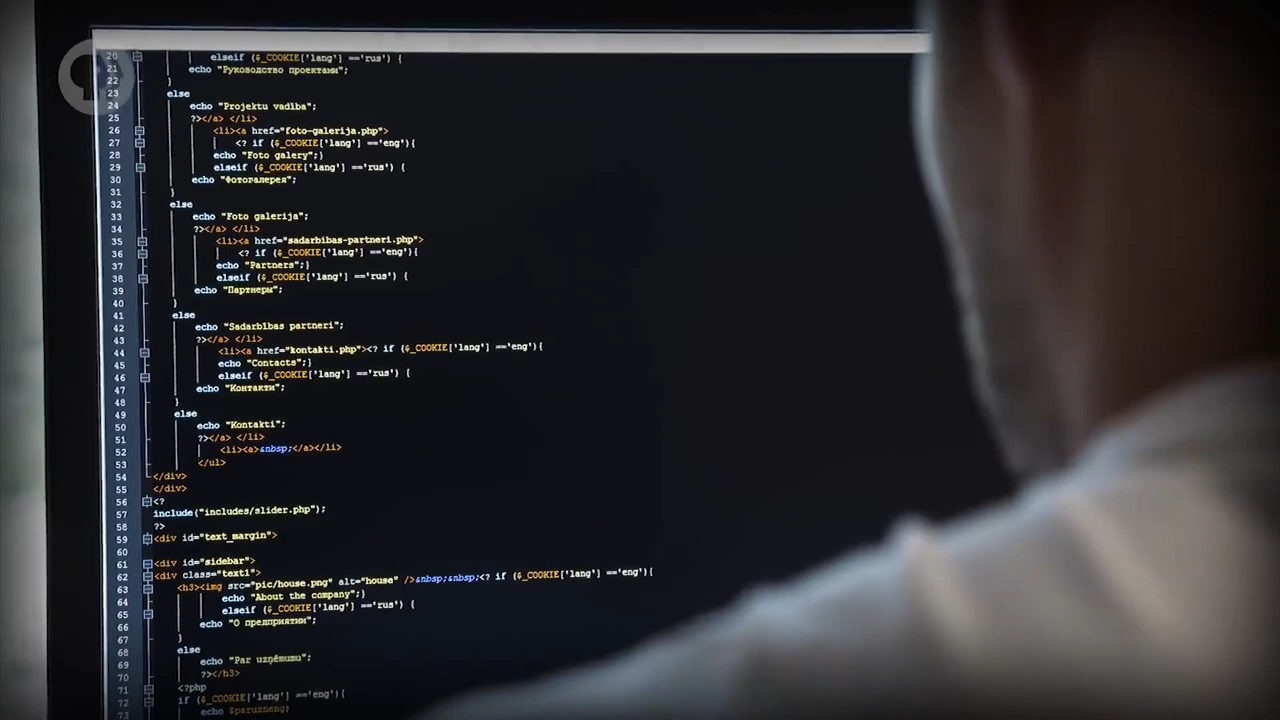 20 elseif ($_COOKIE['lang'] =='rus') {
21 echo "Руководство проектами";
22 }
23 else
24 echo "Projektu vadība";
25 ?></a> </li>
26 <li><a href="foto-galerija.php">
27 <? if ($_COOKIE['lang'] =='eng'){
28 echo "Foto galery";}
29 elseif ($_COOKIE['lang'] =='rus') {
30 echo "Фотогалерея";
31 }
32 else
33 echo "Foto galerija";
34 ?></a> </li>
35 <li><a href="sadarbibas-partneri.php">
36 <? if ($_COOKIE['lang'] =='eng'){
37 echo "Partners";}
38 elseif ($_COOKIE['lang'] =='rus') {
39 echo "Партнеры";
40 }
41 else
42 echo "Sadarbības partneri";
43 ?></a> </li>
44 <li><a href="kontakti.php"><? if ($_COOKIE['lang'] =='eng'){
45 echo "Contacts";}
46 elseif ($_COOKIE['lang'] =='rus') {
47 echo "Контакти";
48 }
49 else
50 echo "Kontakti";
51 ?></a> </li>
52 <li><a>&nbsp;</a></li>
53 </ul>
54 </div>
55 </div>
56 <?
57 include("includes/slider.php");
58 ?>
59 <div id="text_margin">
60
61 <div id="sidebar">
62 <div class="text1">
63 <h3><img src="pic/house.png" alt="house" />&nbsp;&nbsp;<? if ($_COOKIE['lang'] =='eng'){
64 echo "About the company";}
65 elseif ($_COOKIE['lang'] =='rus') {
66 echo "О предприятии";
67 }
68 else
69 echo "Par uzņēmumu";
70 ?></h3>
71 <?php
72 if ($_COOKIE['lang'] =='eng'){
73 echo $paruzneng;